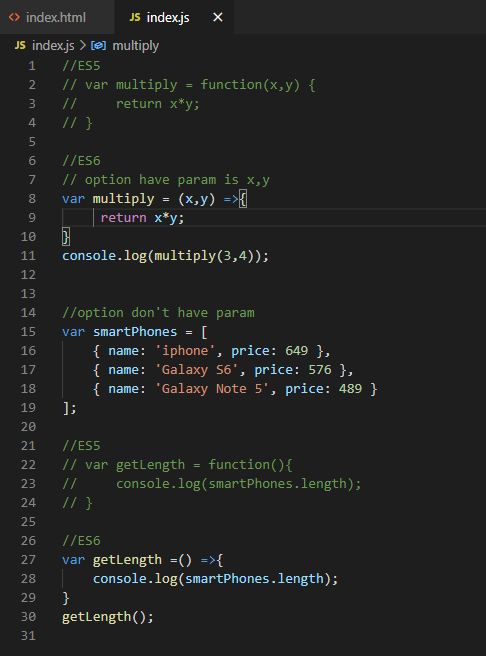 <> index.html JS index.js ×
JS index.js > multiply
1 //ES5
2 // var multiply = function(x,y) {
3 //     return x*y;
4 // }
5
6 //ES6
7 // option have param is x,y
8 var multiply = (x,y) =>{
9      return x*y;
10 }
11 console.log(multiply(3,4));
12
13
14 //option don't have param
15 var smartPhones = [
16     { name: 'iphone', price: 649 },
17     { name: 'Galaxy S6', price: 576 },
18     { name: 'Galaxy Note 5', price: 489 }
19 ];
20
21 //ES5
22 // var getLength = function(){
23 //     console.log(smartPhones.length);
24 // }
25
26 //ES6
27 var getLength =() =>{
28     console.log(smartPhones.length);
29 }
30 getLength();
31